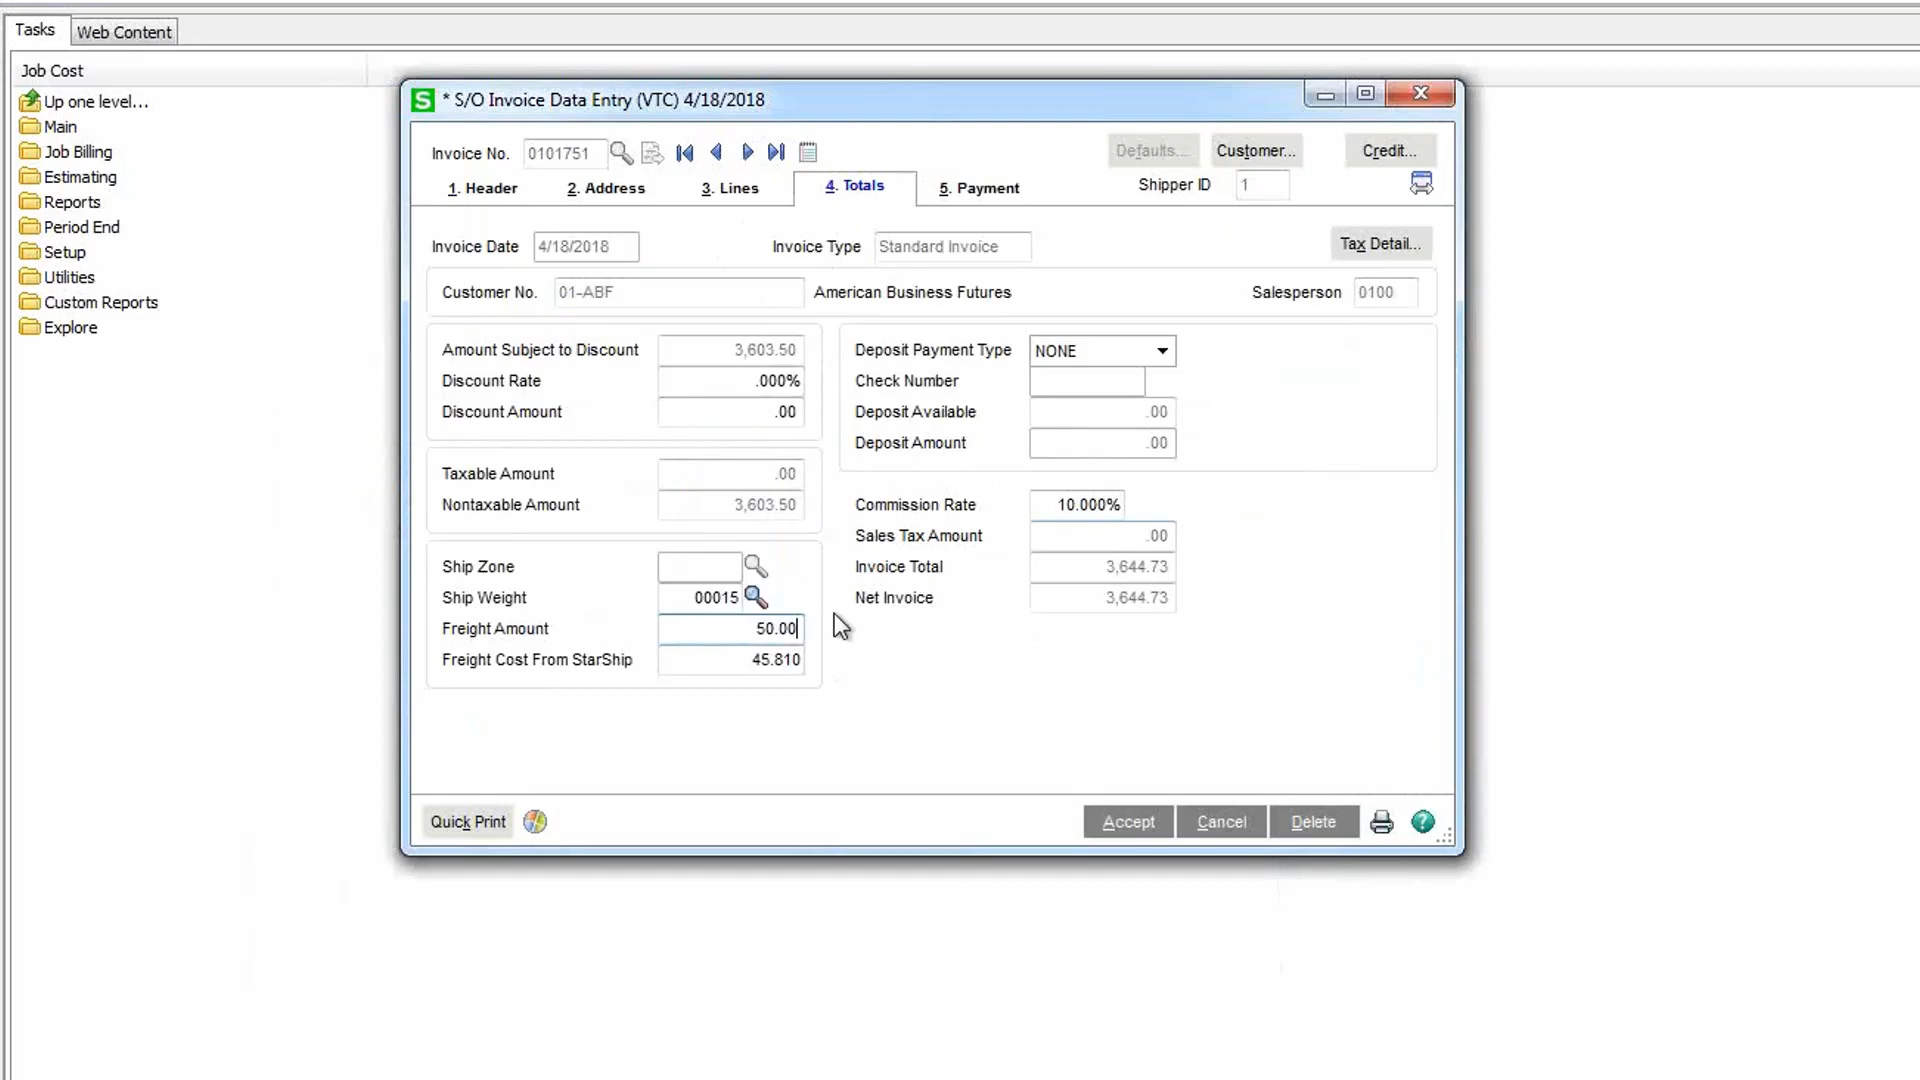 Tasks
Web Content
Job Cost
Up one level...
Main
Job Billing
Estimating
Reports
Period End
Setup
Utilities
Custom Reports
Explore
S * S/O Invoice Data Entry (VTC) 4/18/2018
Invoice No. 0101751
Defaults... Customer... Credit...
1. Header 2. Address 3. Lines 4. Totals 5. Payment Shipper ID 1
Invoice Date 4/18/2018 Invoice Type Standard Invoice Tax Detail...
Customer No. 01-ABF American Business Futures Salesperson 0100
Amount Subject to Discount 3,603.50
Discount Rate .000%
Discount Amount .00
Deposit Payment Type NONE
Check Number
Deposit Available .00
Deposit Amount .00
Taxable Amount .00
Nontaxable Amount 3,603.50
Commission Rate 10.000%
Sales Tax Amount .00
Invoice Total 3,644.73
Net Invoice 3,644.73
Ship Zone
Ship Weight 00015
Freight Amount 50.00
Freight Cost From StarShip 45.810
Quick Print Accept Cancel Delete ?